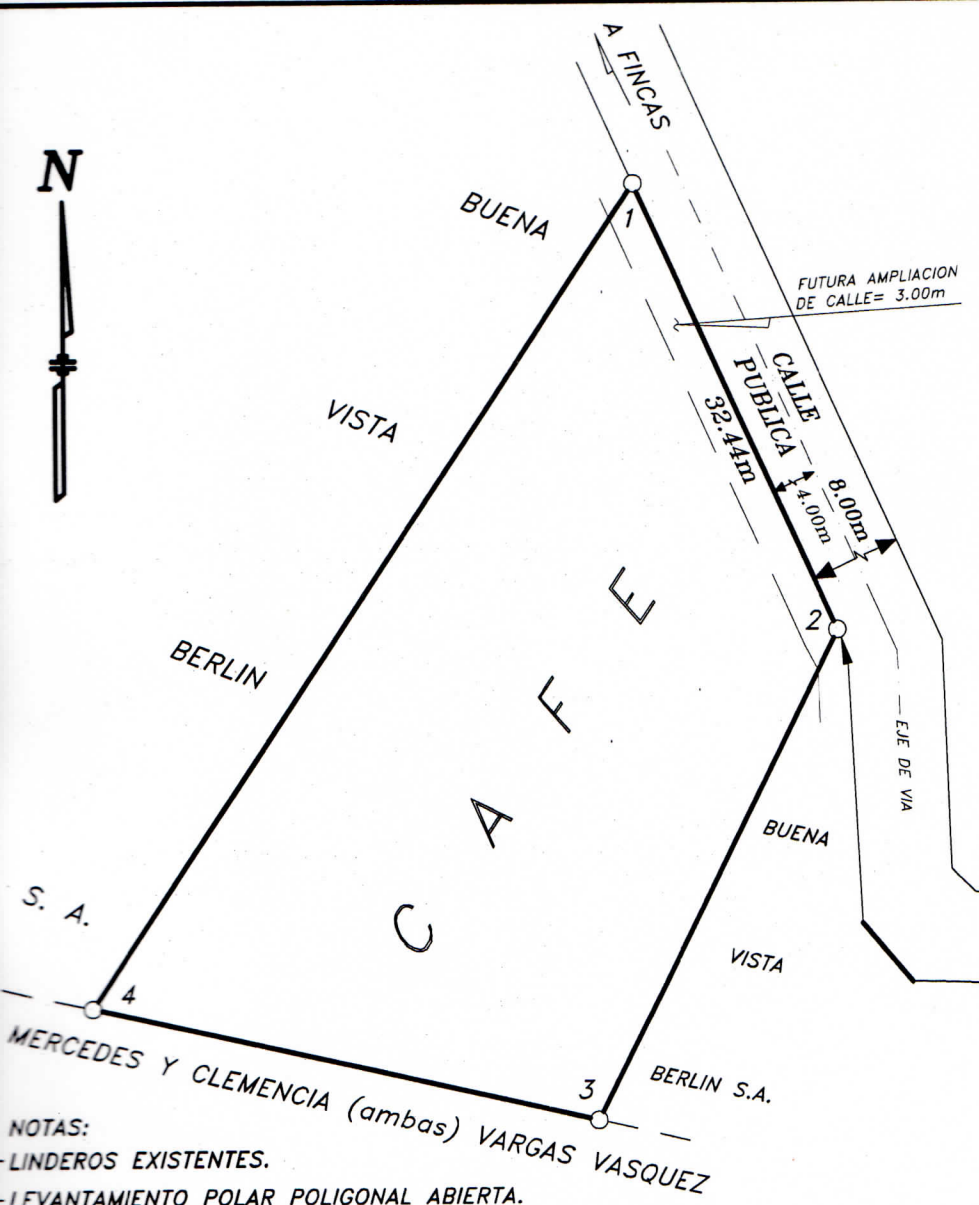 A FINCAS
N
BUENA
1
FUTURA AMPLIACION
DE CALLE= 3.00m
CALLE
PUBLICA
32.44m
VISTA
4.00m
8.00m
2
BERLIN
EJE DE VIA
C A F E
BUENA
S. A.
VISTA
4
BERLIN S.A.
3
MERCEDES Y CLEMENCIA (ambas) VARGAS VASQUEZ
NOTAS:
-LINDEROS EXISTENTES.
-LEVANTAMIENTO POLAR POLIGONAL ABIERTA.